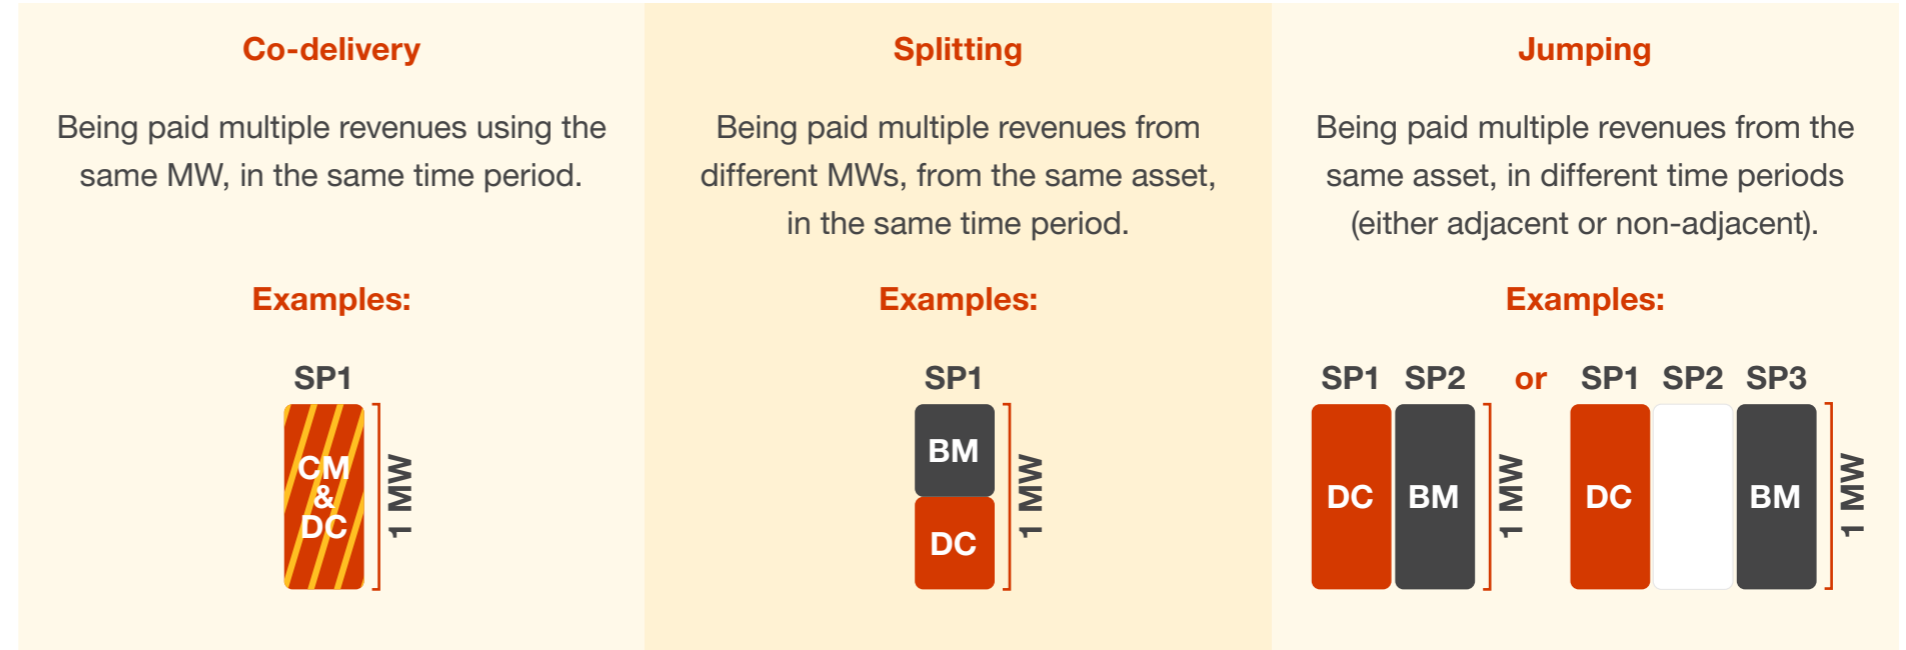 Co-delivery
Being paid multiple revenues using the
same MW, in the same time period.
Examples:
SP1
CM
&
DC
1 MW
Splitting
Being paid multiple revenues from
different MWs, from the same asset,
in the same time period.
Examples:
SP1
BM
DC
1 MW
Jumping
Being paid multiple revenues from the
same asset, in different time periods
(either adjacent or non-adjacent).
Examples:
SP1 SP2 or SP1 SP2 SP3
DC BM 1 MW DC BM 1 MW